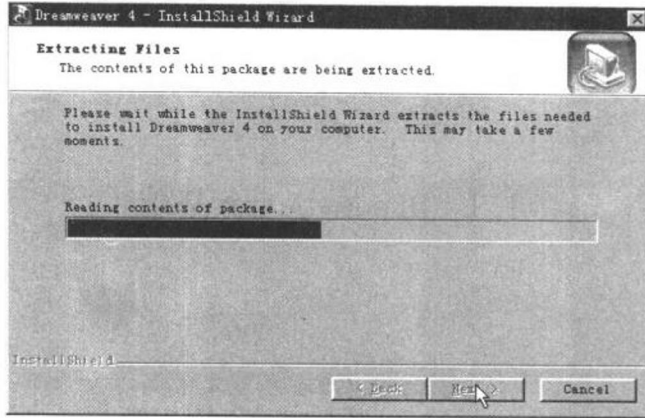 Dreamweaver 4 - InstallShield Wizard
Extracting Files
The contents of this package are being extracted.
Please wait while the InstallShield Wizard extracts the files needed
to install Dreamweaver 4 on your computer. This may take a few
moments.
Reading contents of package...
InstallShield
< Back
Next >
Cancel